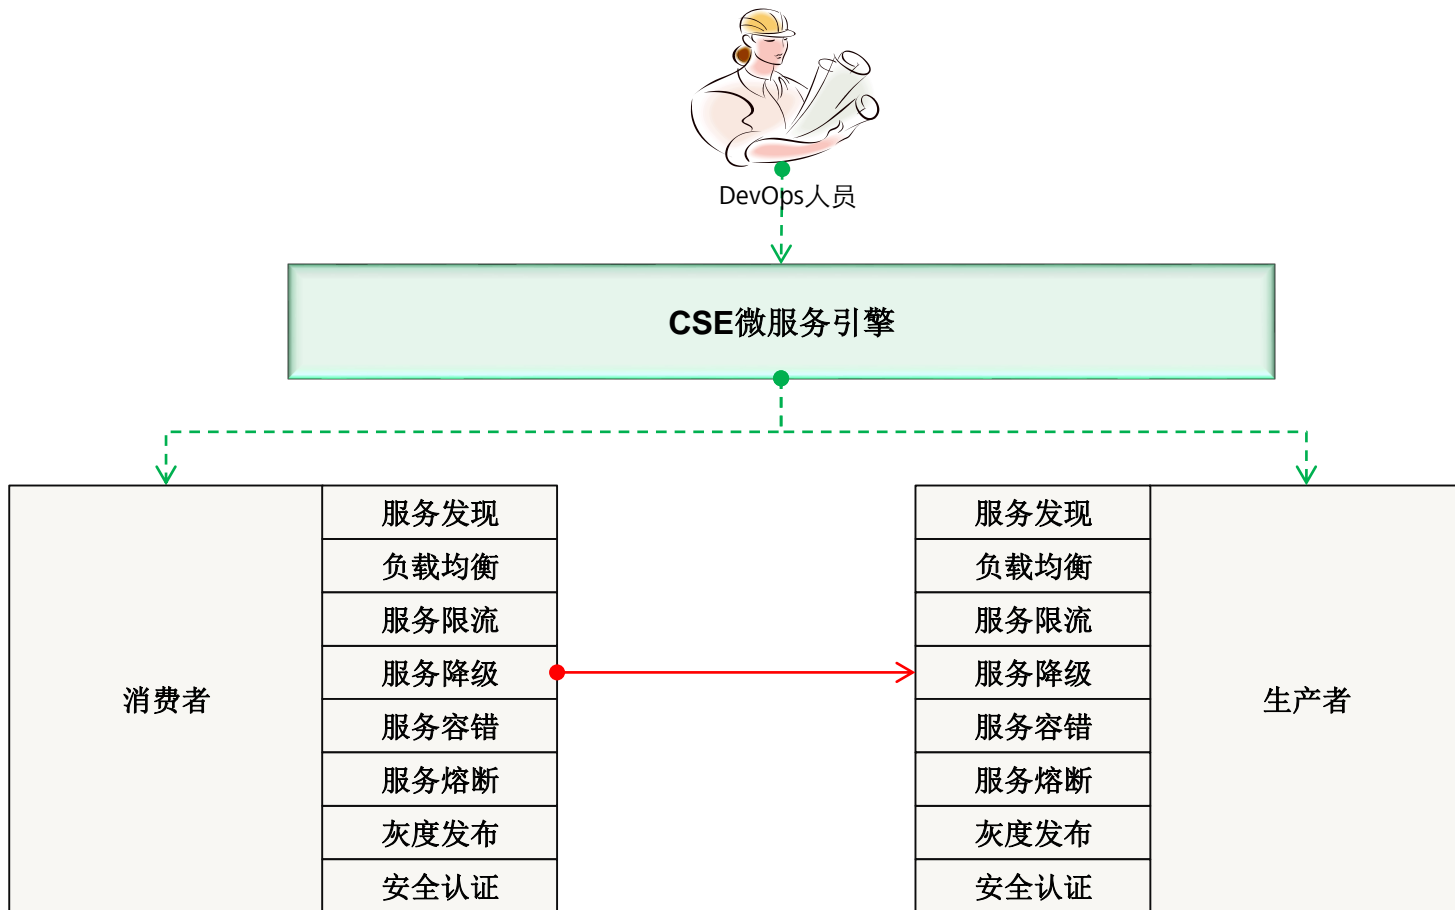 DevOps人员
CSE微服务引擎
消费者
服务发现
负载均衡
服务限流
服务降级
服务容错
服务熔断
灰度发布
安全认证
服务发现
负载均衡
服务限流
服务降级
服务容错
服务熔断
灰度发布
安全认证
生产者